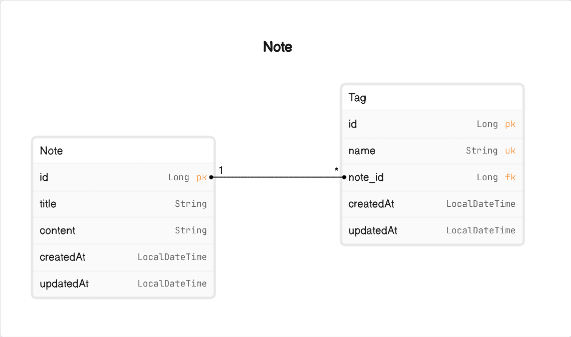 Note
Note
id Long pk
title String
content String
createdAt LocalDateTime
updatedAt LocalDateTime
1 *
Tag
id Long pk
name String uk
note_id Long fk
createdAt LocalDateTime
updatedAt LocalDateTime